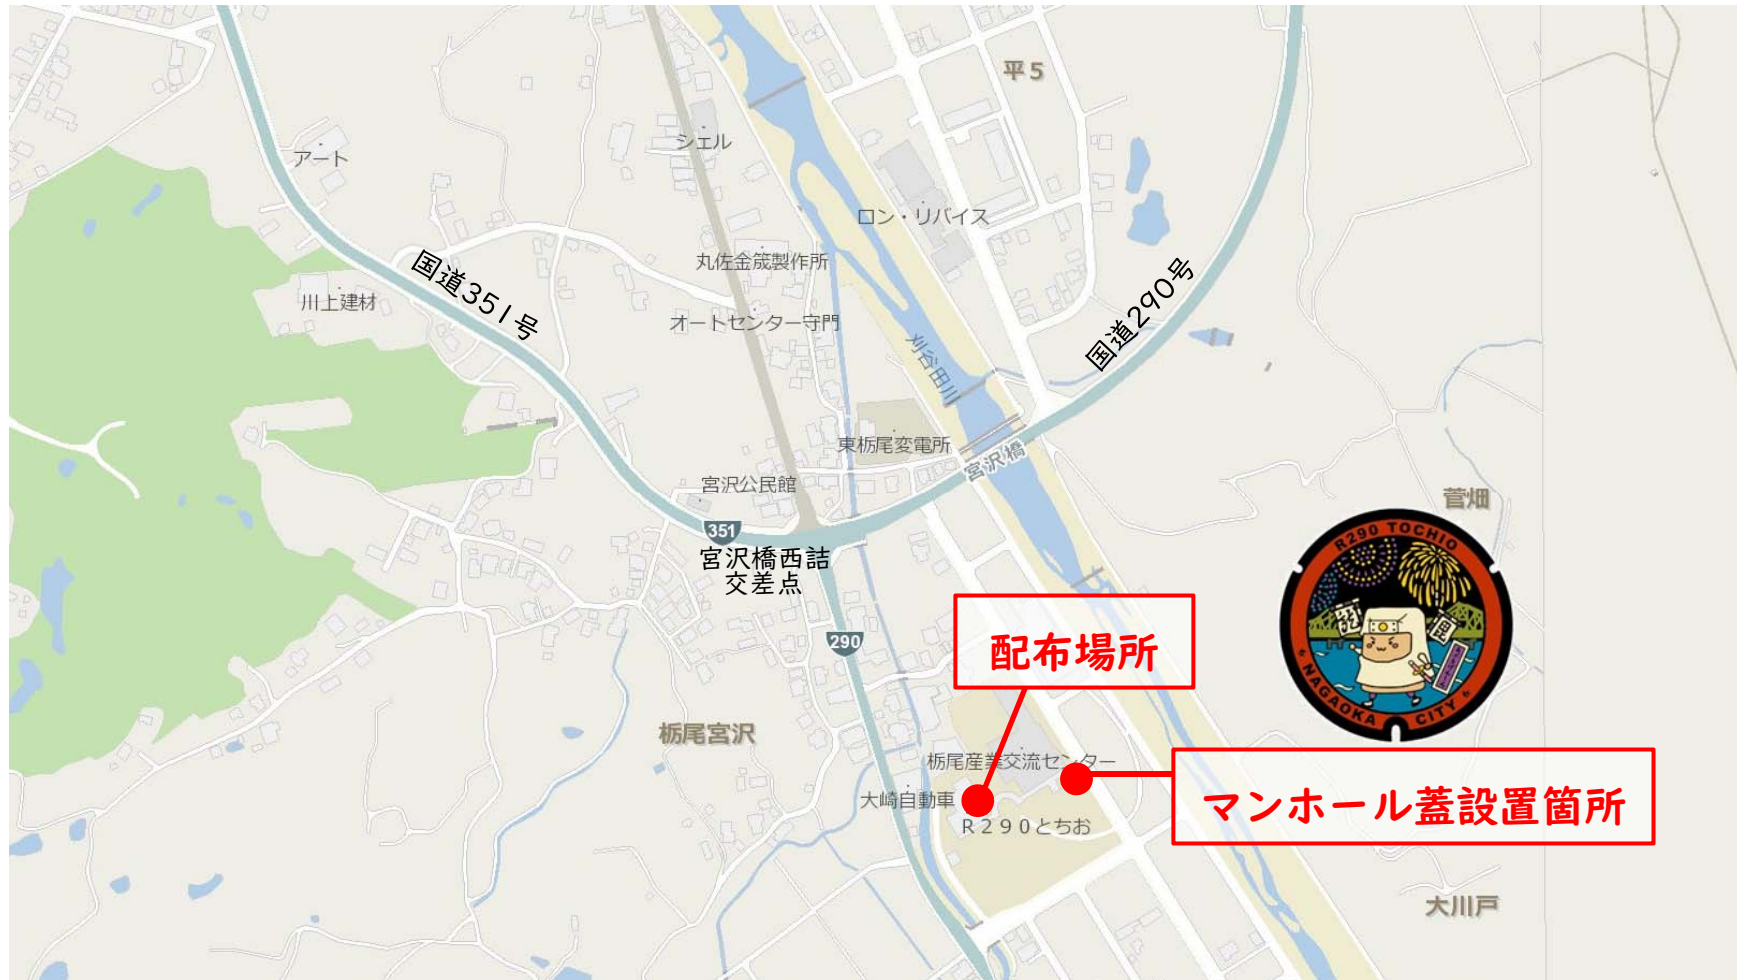 平５
シェル
アート
ロン・リバイス
丸佐金筬製作所
国道351号
川上建材
オートセンター守門
国道290号
刈谷田川
東栃尾変電所
宮沢橋
宮沢公民館
菅畑
351
宮沢橋西詰
交差点
R290 TOCHIO
NAGAOKA CITY
290
配布場所
栃尾宮沢
栃尾産業交流センター
大崎自動車
マンホール蓋設置箇所
Ｒ２９０とちお
大川戸